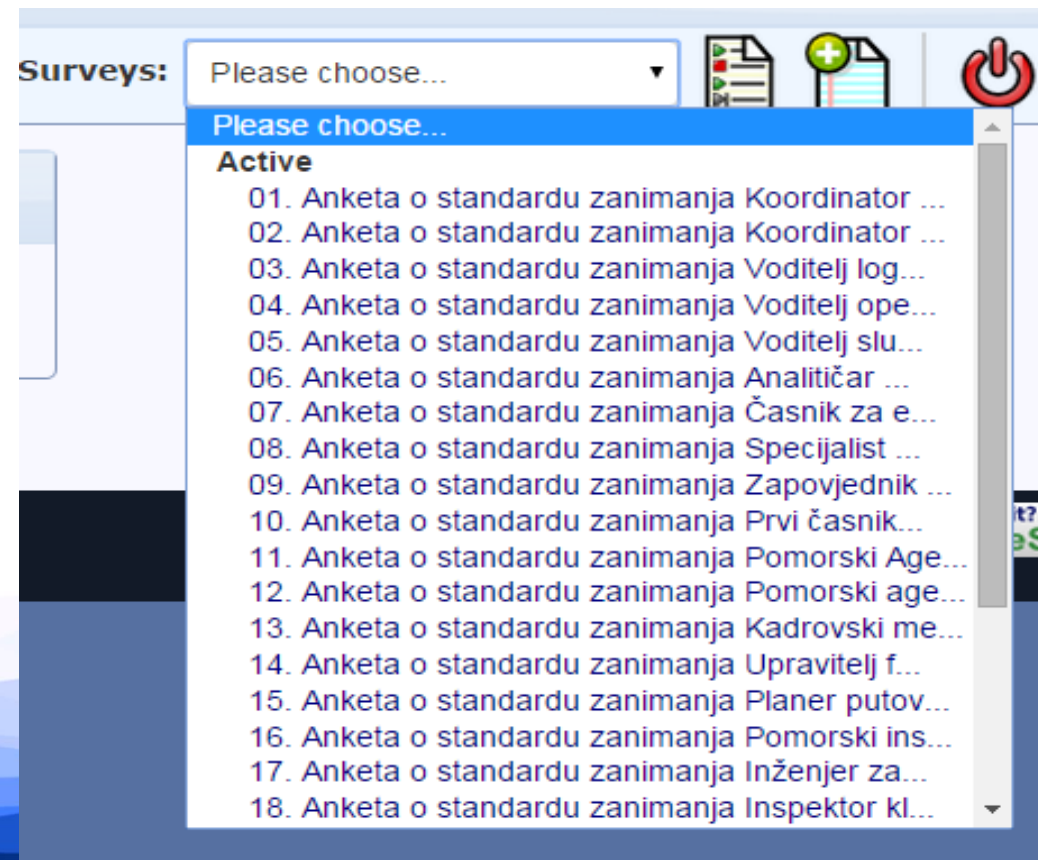 Surveys:
Please choose...
Please choose...
Active
01. Anketa o standardu zanimanja Koordinator ...
02. Anketa o standardu zanimanja Koordinator ...
03. Anketa o standardu zanimanja Voditelj log...
04. Anketa o standardu zanimanja Voditelj ope...
05. Anketa o standardu zanimanja Voditelj slu...
06. Anketa o standardu zanimanja Analitičar ...
07. Anketa o standardu zanimanja Časnik za e...
08. Anketa o standardu zanimanja Specijalist ...
09. Anketa o standardu zanimanja Zapovjednik ...
10. Anketa o standardu zanimanja Prvi časnik...
11. Anketa o standardu zanimanja Pomorski Age...
12. Anketa o standardu zanimanja Pomorski age...
13. Anketa o standardu zanimanja Kadrovski me...
14. Anketa o standardu zanimanja Upravitelj f...
15. Anketa o standardu zanimanja Planer putov...
16. Anketa o standardu zanimanja Pomorski ins...
17. Anketa o standardu zanimanja Inženjer za...
18. Anketa o standardu zanimanja Inspektor kl...